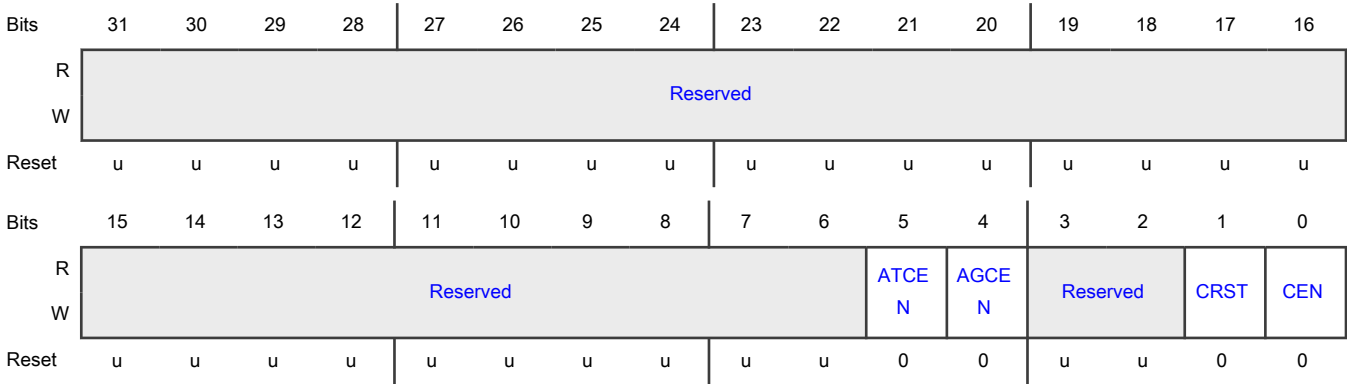 Bits 31 30 29 28 27 26 25 24 23 22 21 20 19 18 17 16
R
Reserved
W
Reset u u u u u u u u u u u u u u u u
Bits 15 14 13 12 11 10 9 8 7 6 5 4 3 2 1 0
R
Reserved ATCE AGCE Reserved CRST CEN
N N
W
Reset u u u u u u u u u u 0 0 u u 0 0